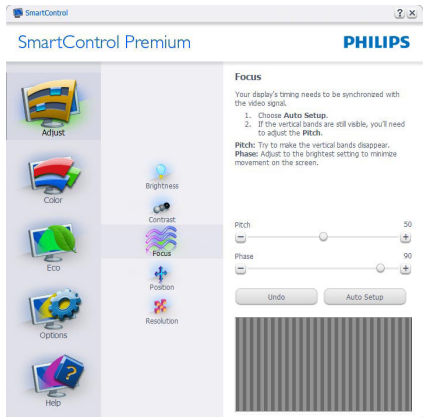 SmartControl
? ×
SmartControl Premium
PHILIPS
Adjust
Color
Eco
Options
Help
Brightness
Contrast
Focus
Position
Resolution
Focus
Your display's timing needs to be synchronized with
the video signal.
1. Choose Auto Setup.
2. If the vertical bands are still visible, you'll need
to adjust the Pitch.
Pitch: Try to make the vertical bands disappear.
Phase: Adjust to the brightest setting to minimize
movement on the screen.
Pitch 50
Phase 90
Undo Auto Setup